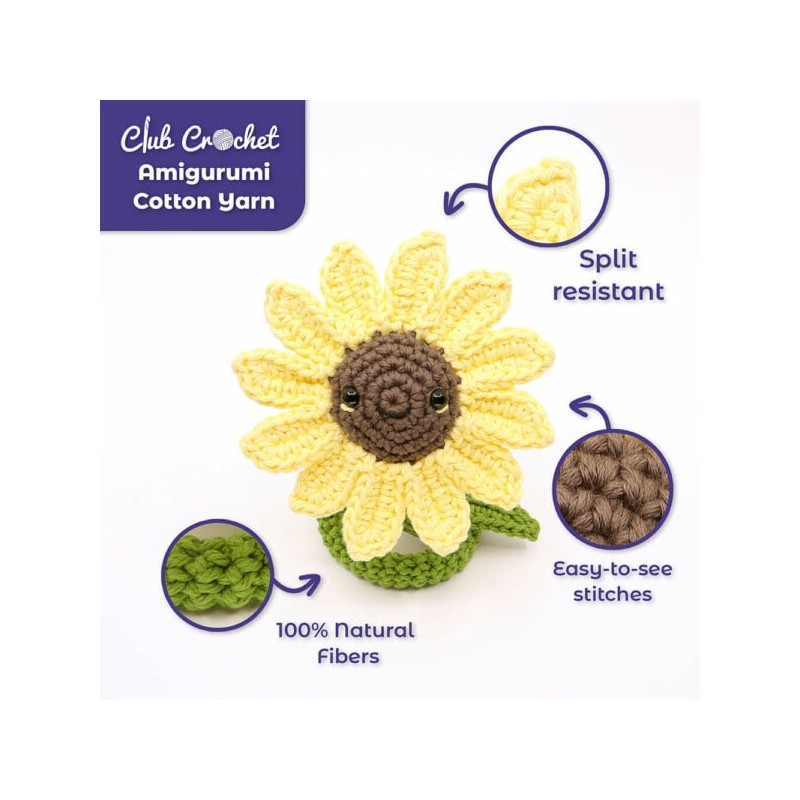 Club Crochet
Amigurumi
Cotton Yarn
Split
resistant
Easy-to-see
stitches
100% Natural
Fibers